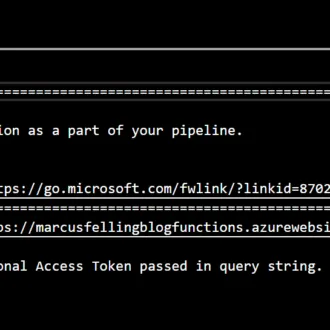 ==========================================
ion as a part of your pipeline.
tps://go.microsoft.com/fwlink/?linkid=8702
==========================================
ps://marcusfellingblogfunctions.azurewebsi
onal Access Token passed in query string.